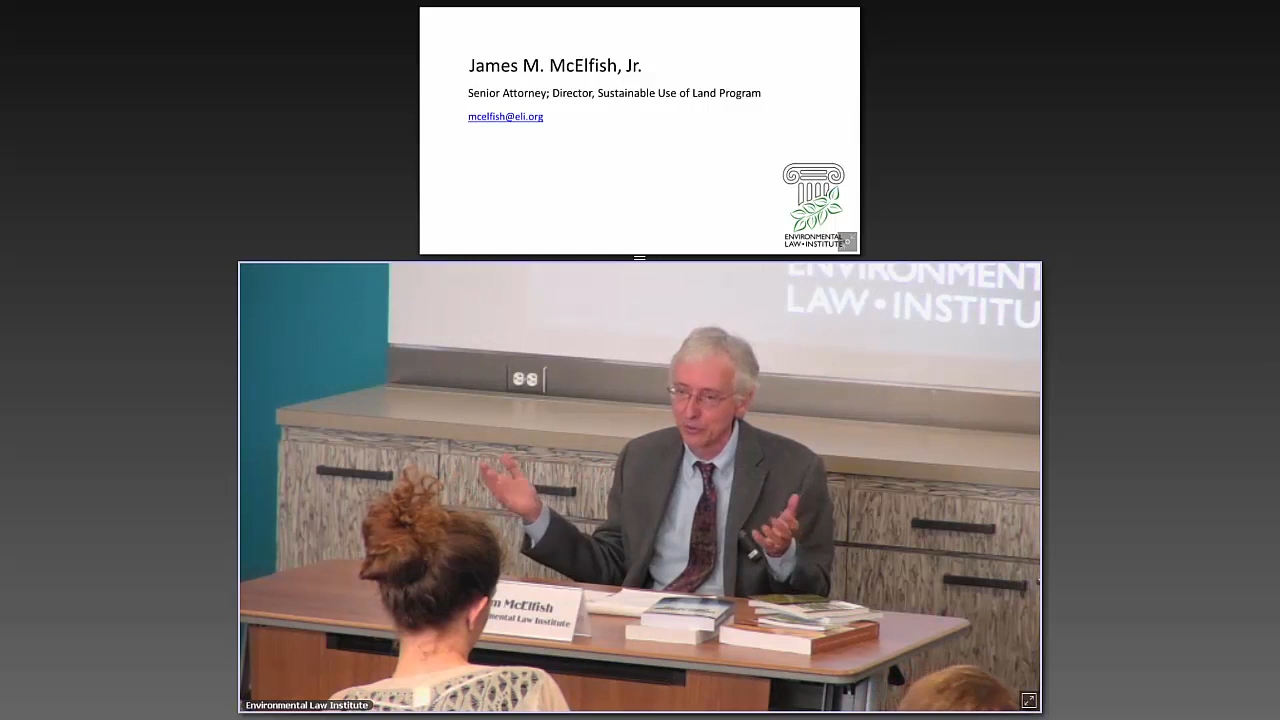 James M. McElfish, Jr.
Senior Attorney; Director, Sustainable Use of Land Program
mcelfish@eli.org
ENVIRONMENTAL
LAW•INSTITUTE
ENVIRONMENT
LAW•INSTITU
m McElfish
mental Law Institute
Environmental Law Institute